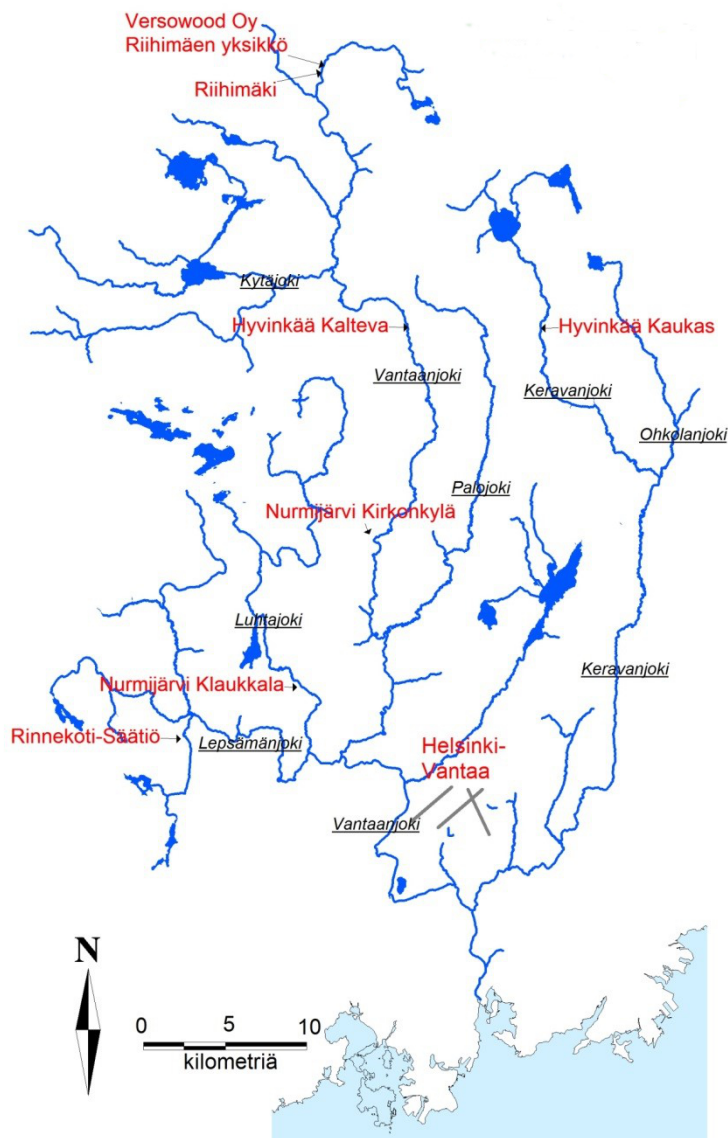 Versowood Oy
Riihimäen yksikkö
Riihimäki
Kytäjoki
Hyvinkää Kalteva
Hyvinkää Kaukas
Vantaanjoki
Keravanjoki
Ohkolanjoki
Palojoki
Nurmijärvi Kirkonkylä
Luhtajoki
Keravanjoki
Nurmijärvi Klaukkala
Rinnekoti-Säätiö
Lepsämänjoki
Helsinki-
Vantaa
Vantaanjoki
N
0 5 10
kilometriä